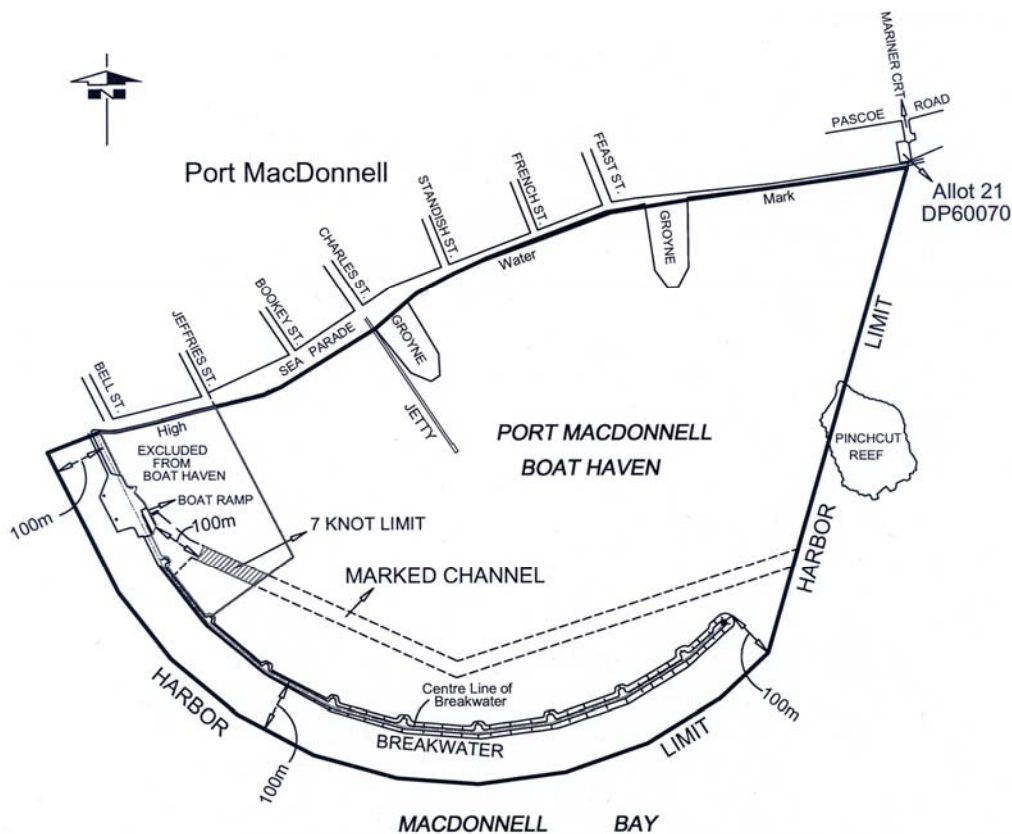 N
MARINER CRT
PASCOE ROAD
Port MacDonnell
Allot 21
DP60070
FEAST ST.
FRENCH ST.
STANDISH ST.
CHARLES ST.
BOOKEY ST.
JEFFRIES ST.
BELL ST.
Mark
Water
High
GROYNE
GROYNE
SEA PARADE
JETTY
LIMIT
HARBOR
PINCHCUT
REEF
PORT MACDONNELL
BOAT HAVEN
EXCLUDED
FROM
BOAT HAVEN
BOAT RAMP
100m
100m
7 KNOT LIMIT
MARKED CHANNEL
Centre Line of
Breakwater
BREAKWATER
HARBOR
LIMIT
100m
100m
MACDONNELL BAY